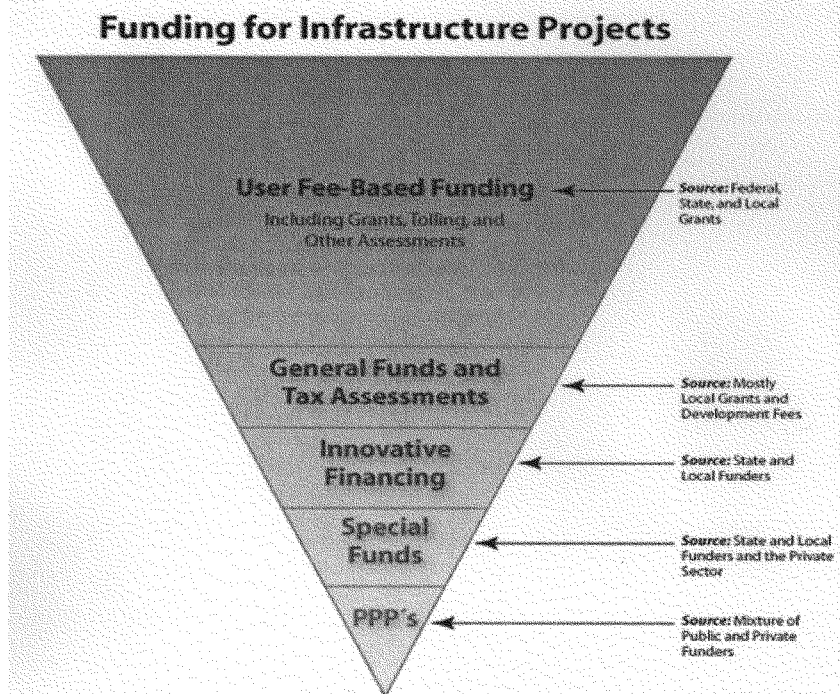 Funding for Infrastructure Projects
User Fee-Based Funding
Including Grants, Tolling, and
Other Assessments
Source: Federal,
State, and Local
Grants
General Funds and
Tax Assessments
Source: Mostly
Local Grants and
Development Fees
Innovative
Financing
Source: State and
Local Funders
Special
Funds
Source: State and Local
Funders and the Private
Sector
PPP´s
Source: Mixture of
Public and Private
Funders